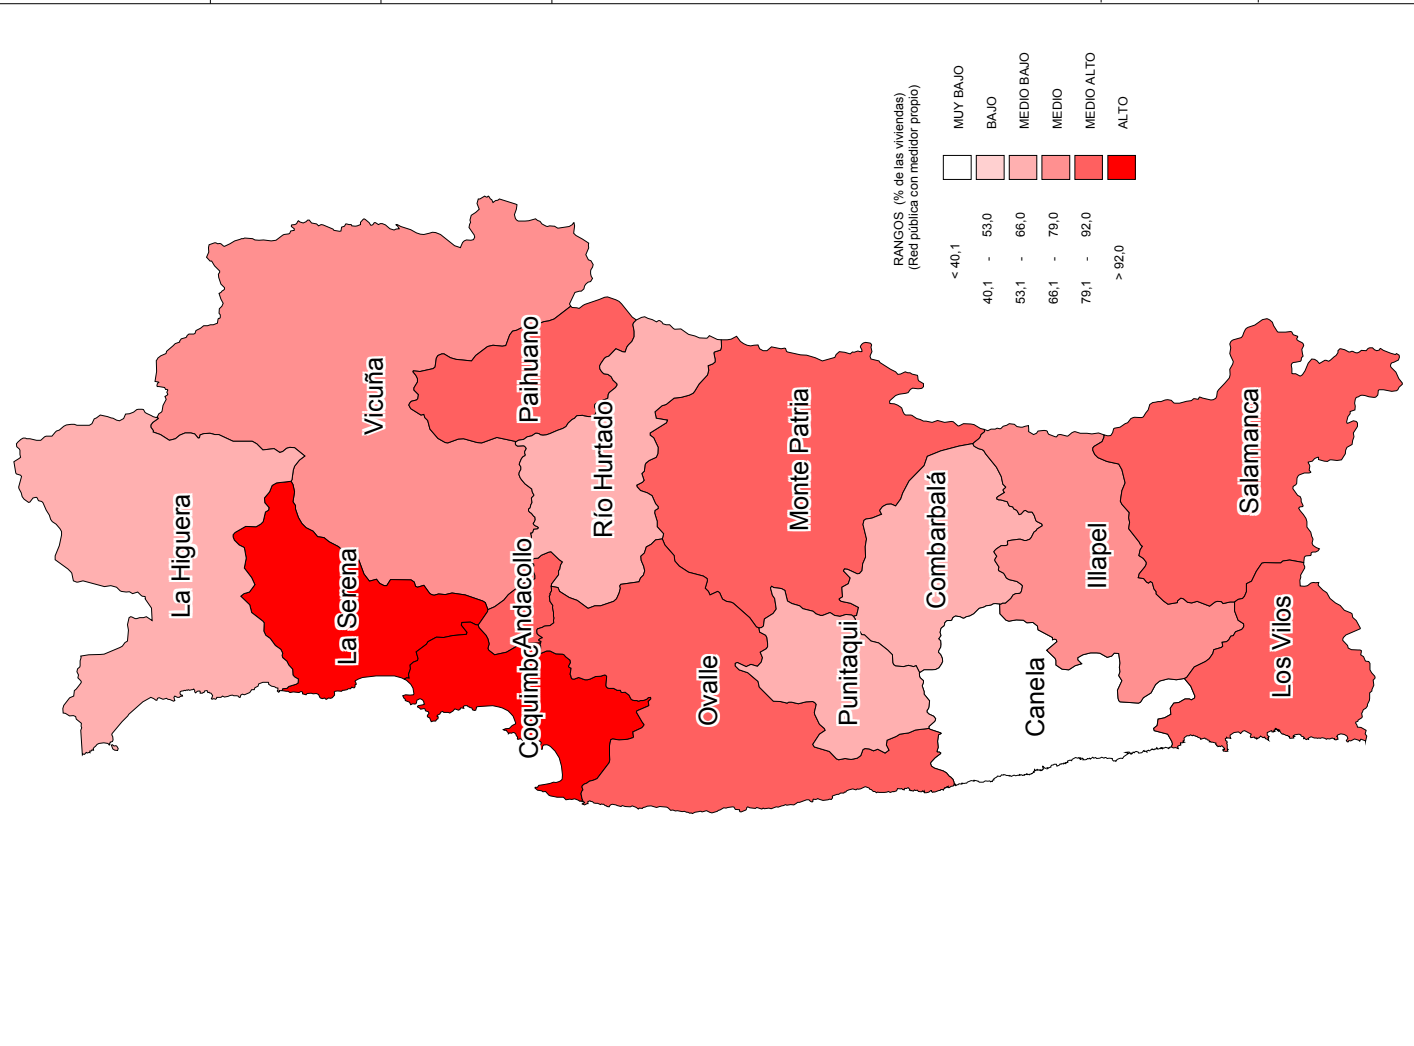 La Higuera
La Serena
Vicuña
Coquimbo
Andacollo
Paihuano
Río Hurtado
Ovalle
Monte Patria
Punitaqui
Combarbalá
Canela
Illapel
Salamanca
Los Vilos
RANGOS (% de las viviendas)
(Red pública con medidor propio)
< 40,1 MUY BAJO
40,1 - 53,0 BAJO
53,1 - 66,0 MEDIO BAJO
66,1 - 79,0 MEDIO
79,1 - 92,0 MEDIO ALTO
> 92,0 ALTO